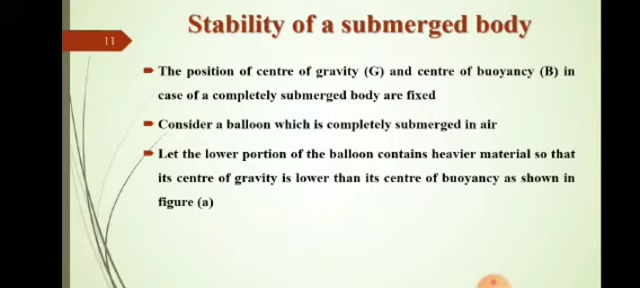 Stability of a submerged body
11
The position of centre of gravity (G) and centre of buoyancy (B) in
case of a completely submerged body are fixed
Consider a balloon which is completely submerged in air
Let the lower portion of the balloon contains heavier material so that
its centre of gravity is lower than its centre of buoyancy as shown in
figure (a)